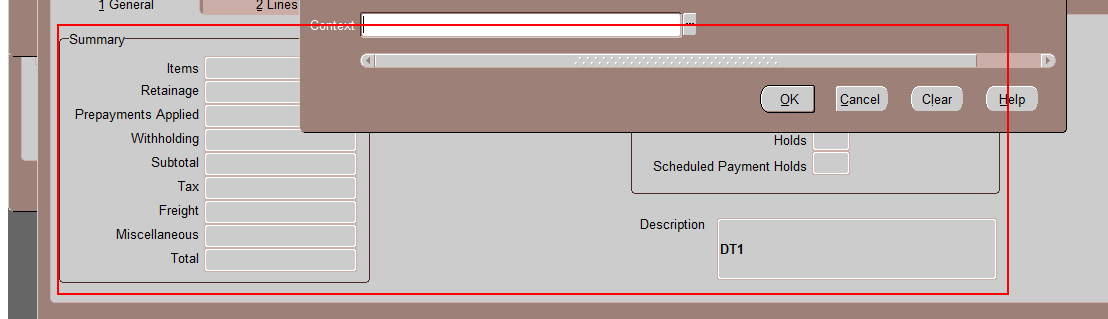 1 General
2 Lines
Context
...
Summary
Items
Retainage
Prepayments Applied
Withholding
Subtotal
Tax
Freight
Miscellaneous
Total
OK
Cancel
Clear
Help
Holds
Scheduled Payment Holds
Description
DT1